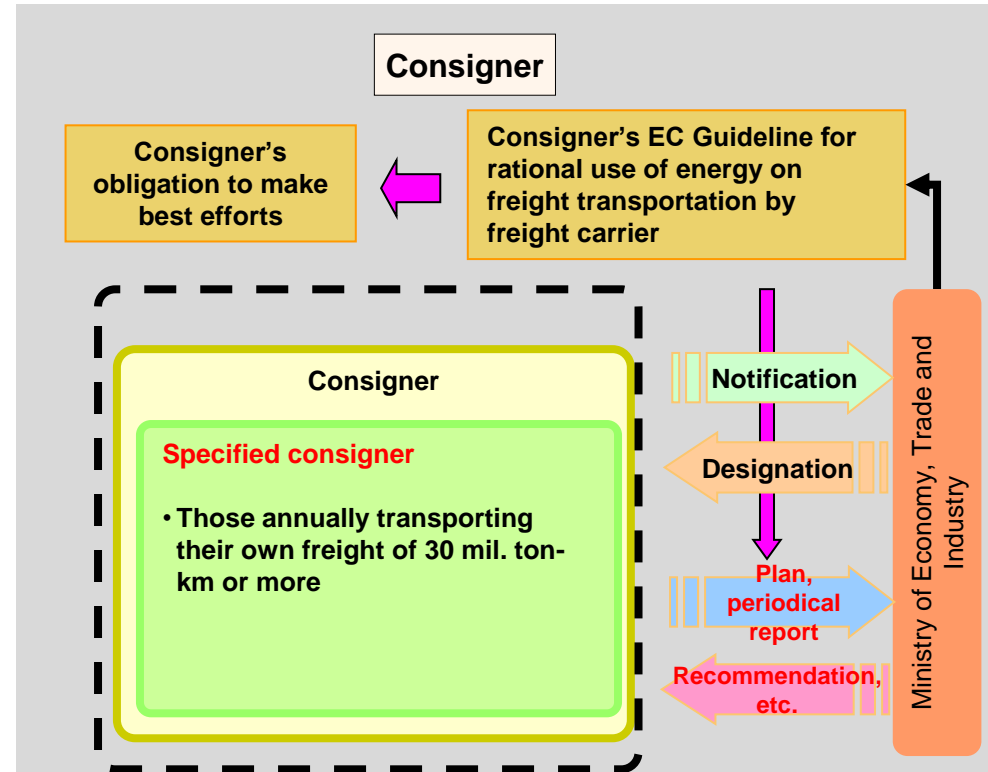 Consigner
Consigner’s
obligation to make
best efforts
Consigner’s EC Guideline for
rational use of energy on
freight transportation by
freight carrier
Consigner
Specified consigner
• Those annually transporting
their own freight of 30 mil. ton-
km or more
Notification
Designation
Plan,
periodical
report
Recommendation,
etc.
Ministry of Economy, Trade and
Industry